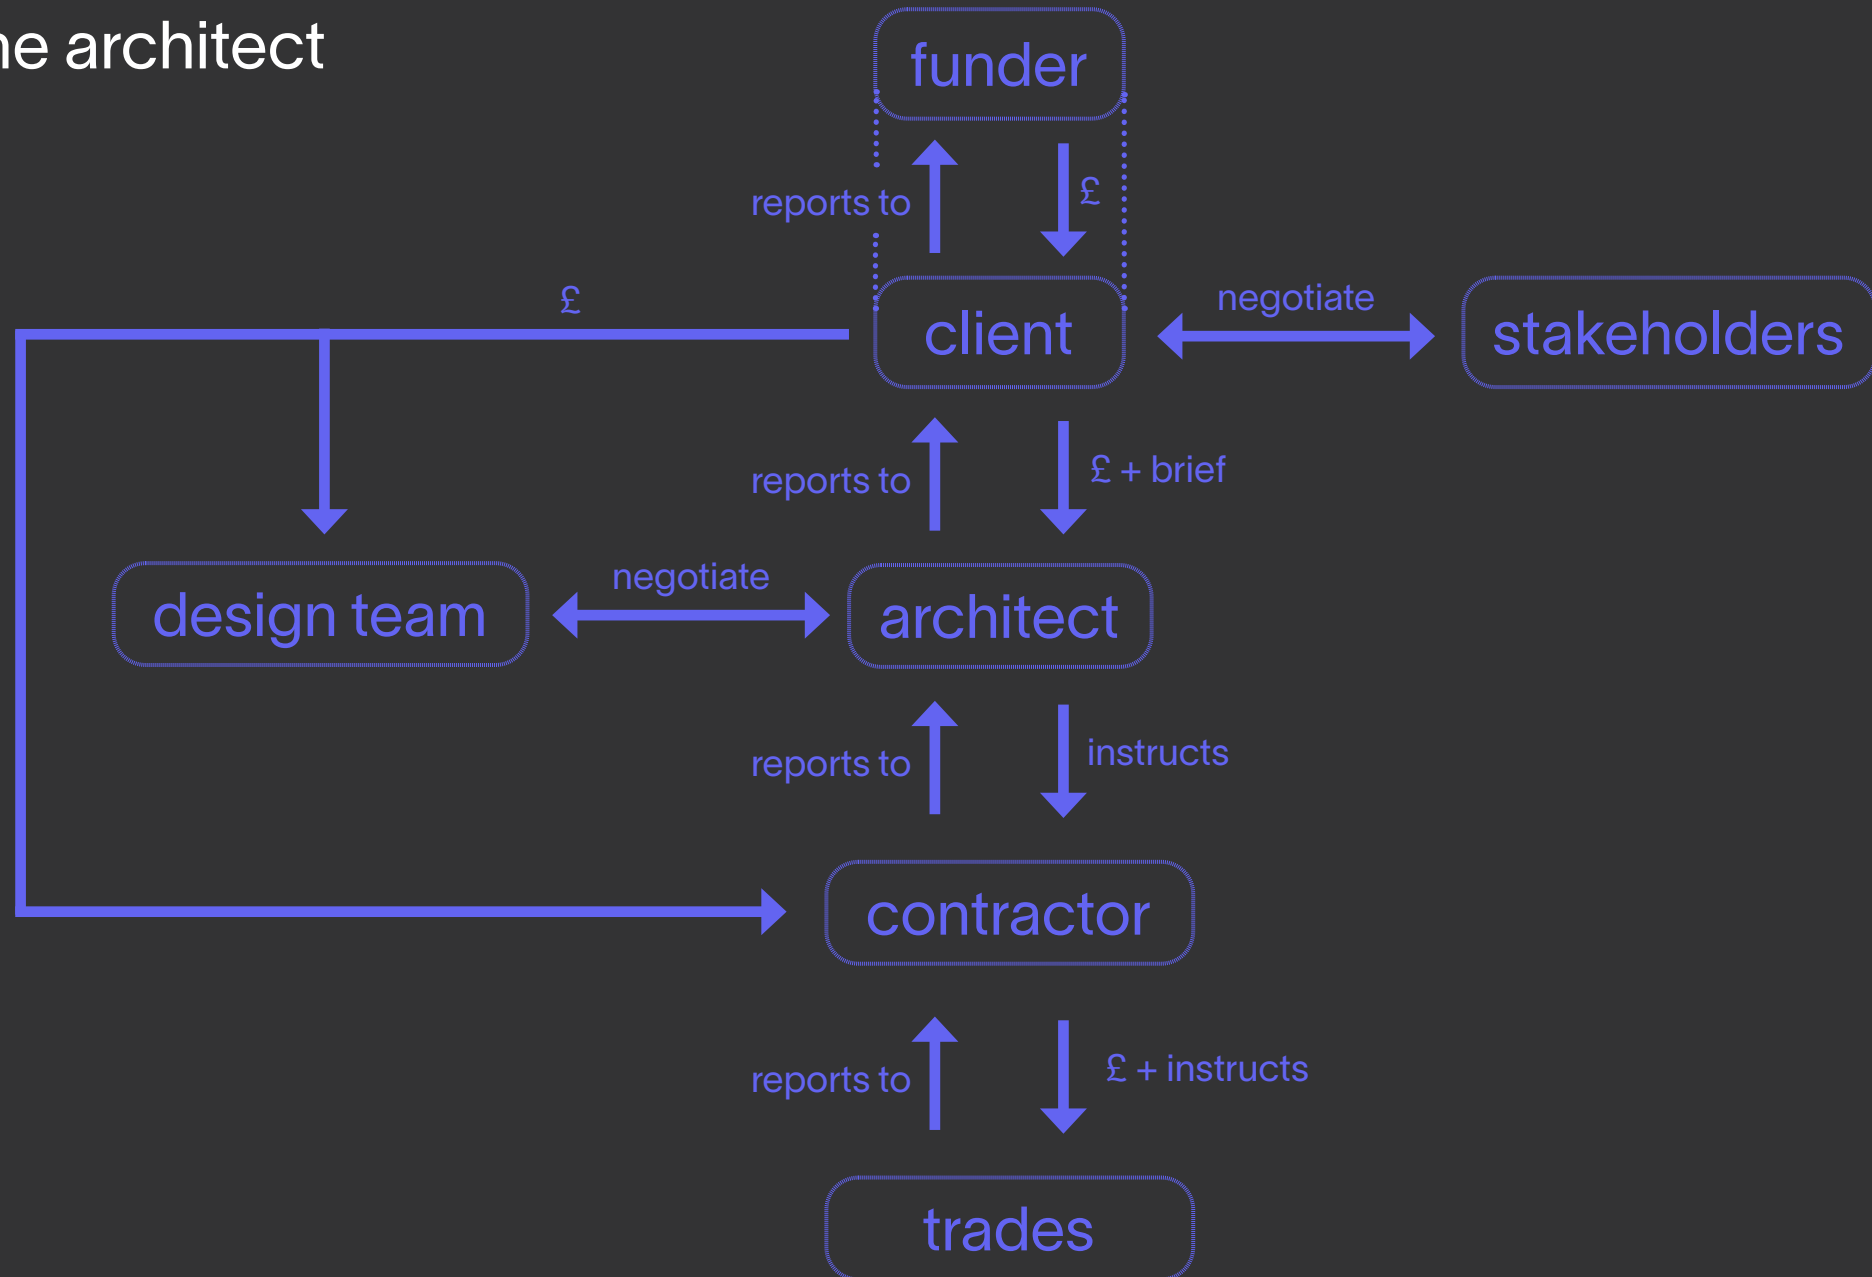 architect
funder
reports to
£
£
client
negotiate
stakeholders
reports to
£ + brief
design team
negotiate
architect
reports to
instructs
contractor
reports to
£ + instructs
trades